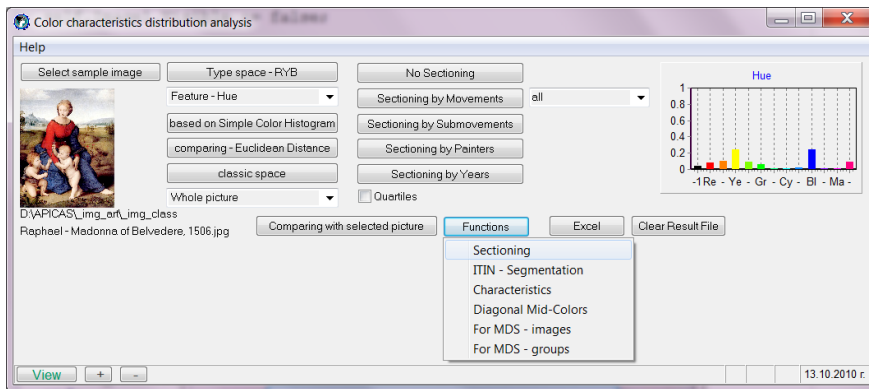 Color characteristics distribution analysis
Help
Select sample image
Type space - RYB
No Sectioning
Feature - Hue
Sectioning by Movements
all
based on Simple Color Histogram
Sectioning by Submovements
comparing - Euclidean Distance
Sectioning by Painters
classic space
Sectioning by Years
Whole picture
Quartiles
Hue
1
0.8
0.6
0.4
0.2
0
-1 Re - Ye - Gr - Cy - Bl - Ma -
D:\APICAS\_img_art\_img_class
Raphael - Madonna of Belvedere, 1506.jpg
Comparing with selected picture
Functions
Excel
Clear Result File
Sectioning
ITIN - Segmentation
Characteristics
Diagonal Mid-Colors
For MDS - images
For MDS - groups
View
+
-
13.10.2010 г.